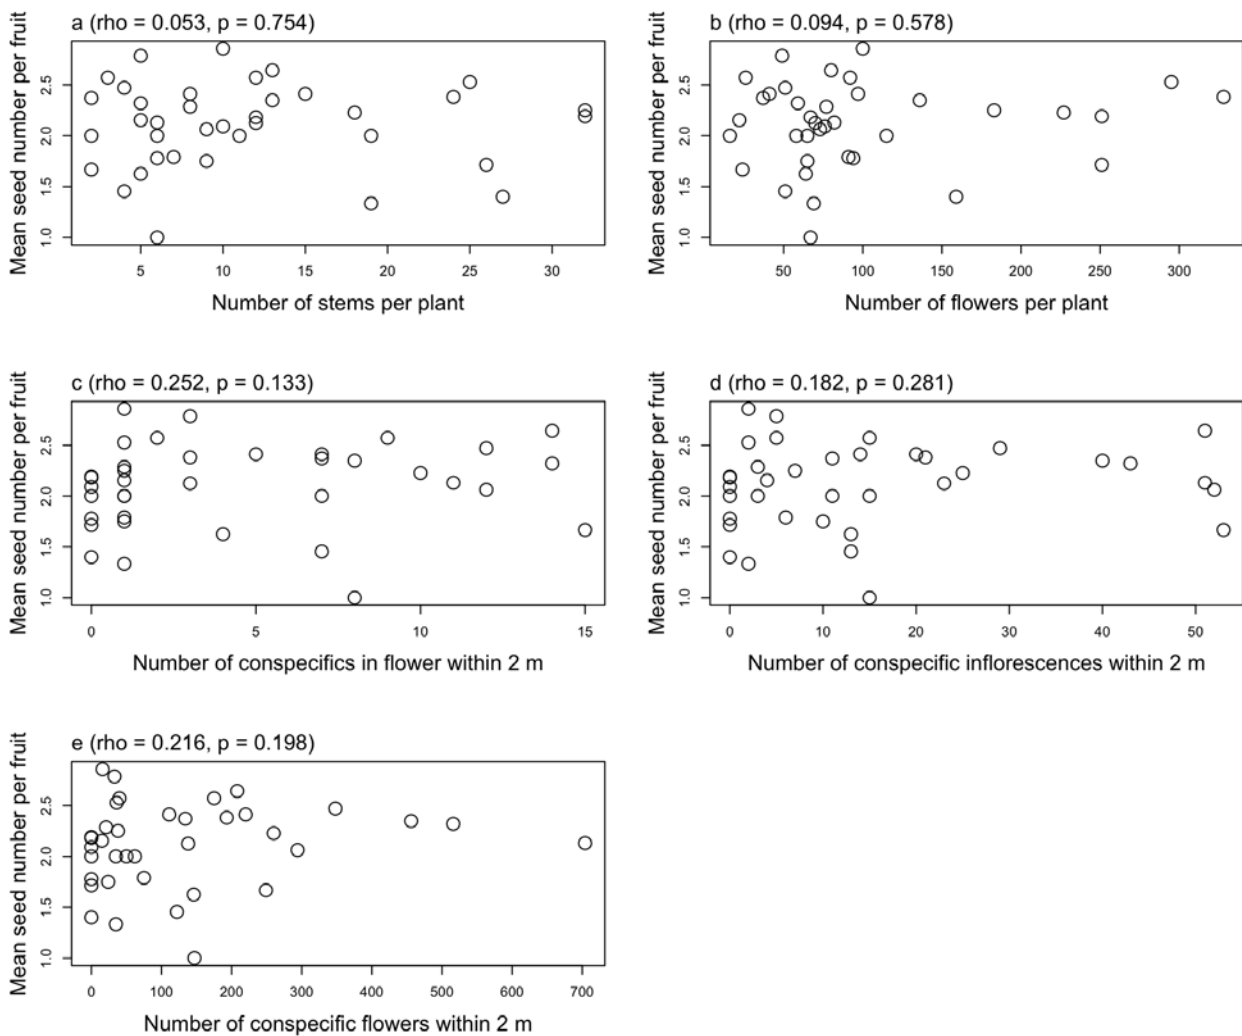 a (rho = 0.053, p = 0.754)
Mean seed number per fruit
1.0 1.5 2.0 2.5
5 10 15 20 25 30
Number of stems per plant
b (rho = 0.094, p = 0.578)
Mean seed number per fruit
1.0 1.5 2.0 2.5
50 100 150 200 250 300
Number of flowers per plant
c (rho = 0.252, p = 0.133)
Mean seed number per fruit
1.0 1.5 2.0 2.5
0 5 10 15
Number of conspecifics in flower within 2 m
d (rho = 0.182, p = 0.281)
Mean seed number per fruit
1.0 1.5 2.0 2.5
0 10 20 30 40 50
Number of conspecific inflorescences within 2 m
e (rho = 0.216, p = 0.198)
Mean seed number per fruit
1.0 1.5 2.0 2.5
0 100 200 300 400 500 600 700
Number of conspecific flowers within 2 m